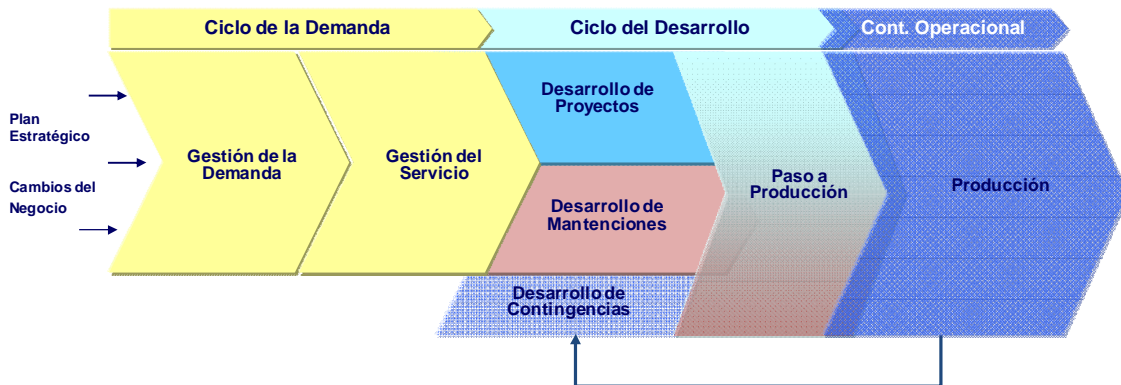 Ciclo de la Demanda
Ciclo del Desarrollo
Cont. Operacional
Plan
Estratégico
Cambios del
Negocio
Gestión de la
Demanda
Gestión del
Servicio
Desarrollo de
Proyectos
Desarrollo de
Mantenciones
Desarrollo de
Contingencias
Paso a
Producción
Producción